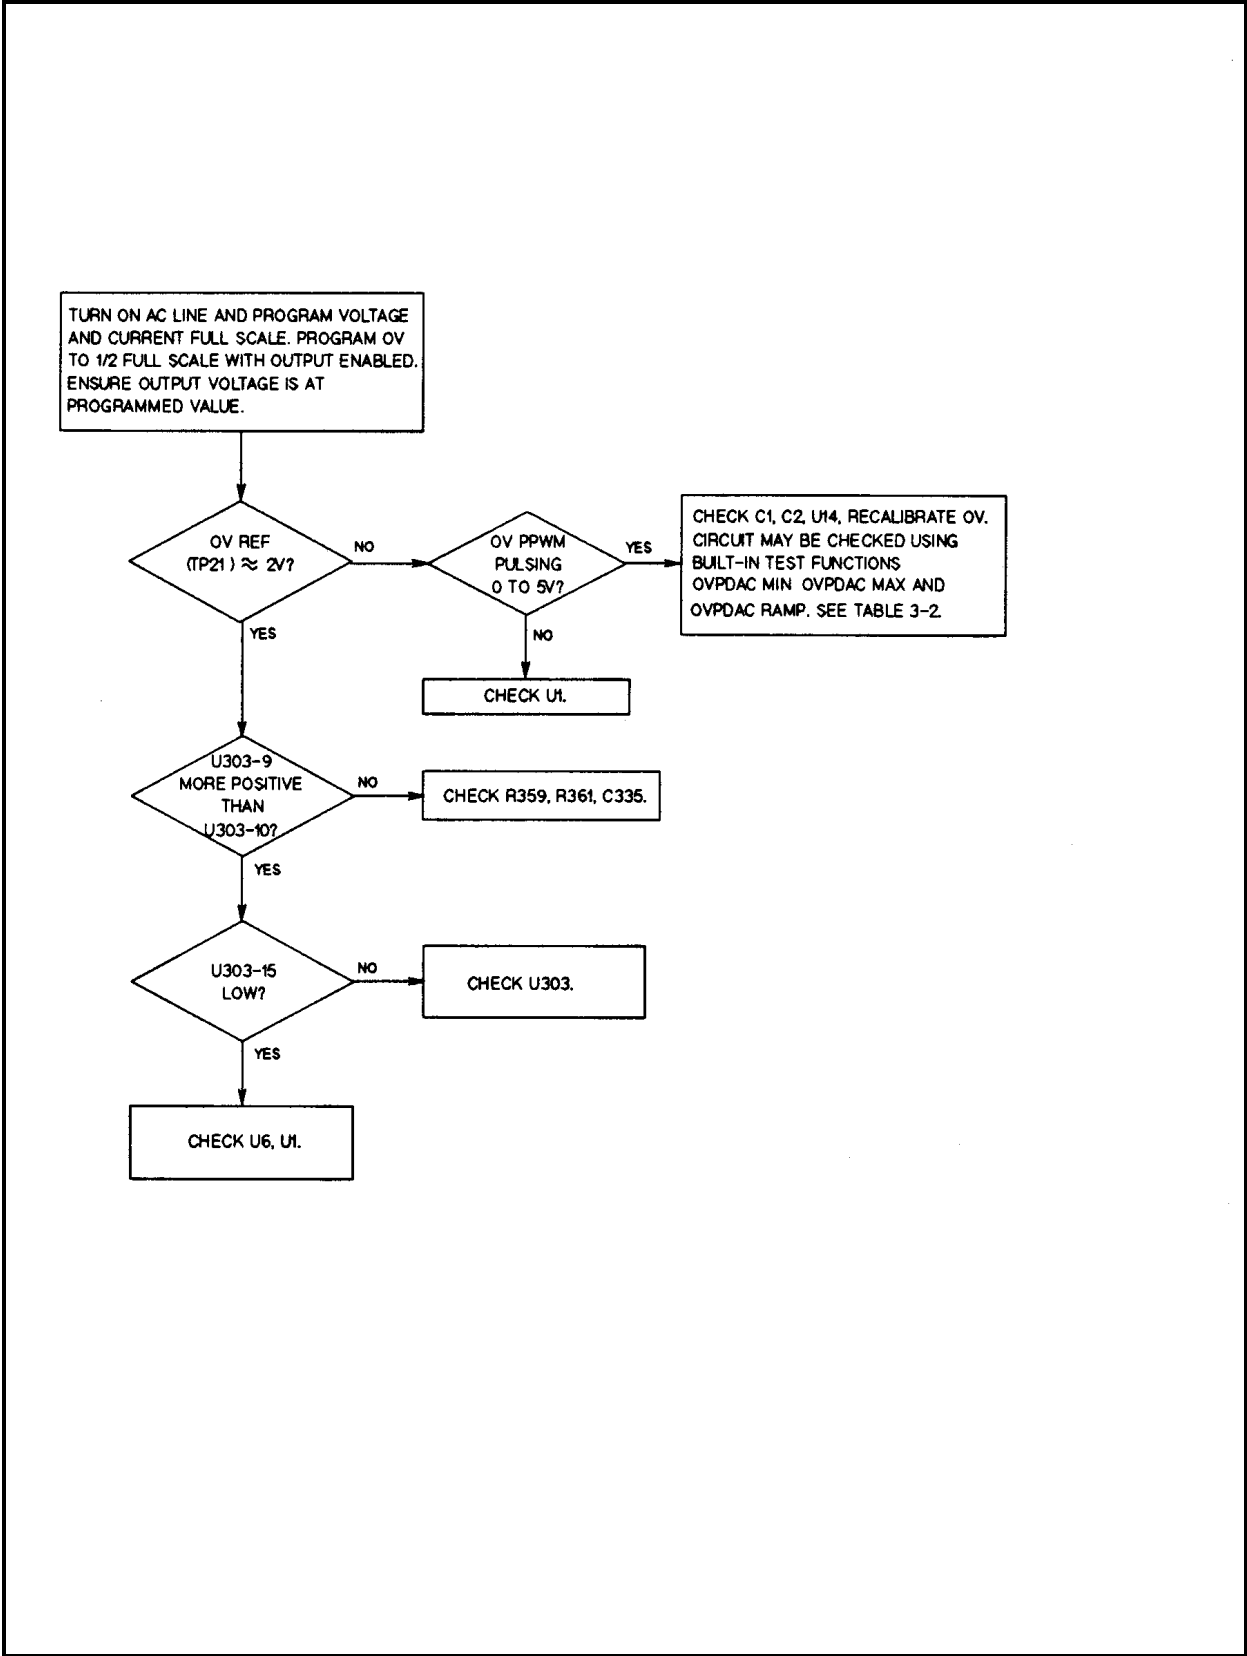 TURN ON AC LINE AND PROGRAM VOLTAGE
AND CURRENT FULL SCALE. PROGRAM OV
TO 1/2 FULL SCALE WITH OUTPUT ENABLED.
ENSURE OUTPUT VOLTAGE IS AT
PROGRAMMED VALUE.
OV REF
(TP21) ≈ 2V?
NO
OV PPWM
PULSING
0 TO 5V?
YES
CHECK C1, C2, U14, RECALIBRATE OV.
CIRCUIT MAY BE CHECKED USING
BUILT-IN TEST FUNCTIONS
OVPDAC MIN OVPDAC MAX AND
OVPDAC RAMP. SEE TABLE 3-2.
YES
NO
CHECK U1.
U303-9
MORE POSITIVE
THAN
U303-10?
NO
CHECK R359, R361, C335.
YES
U303-15
LOW?
NO
CHECK U303.
YES
CHECK U6, U1.